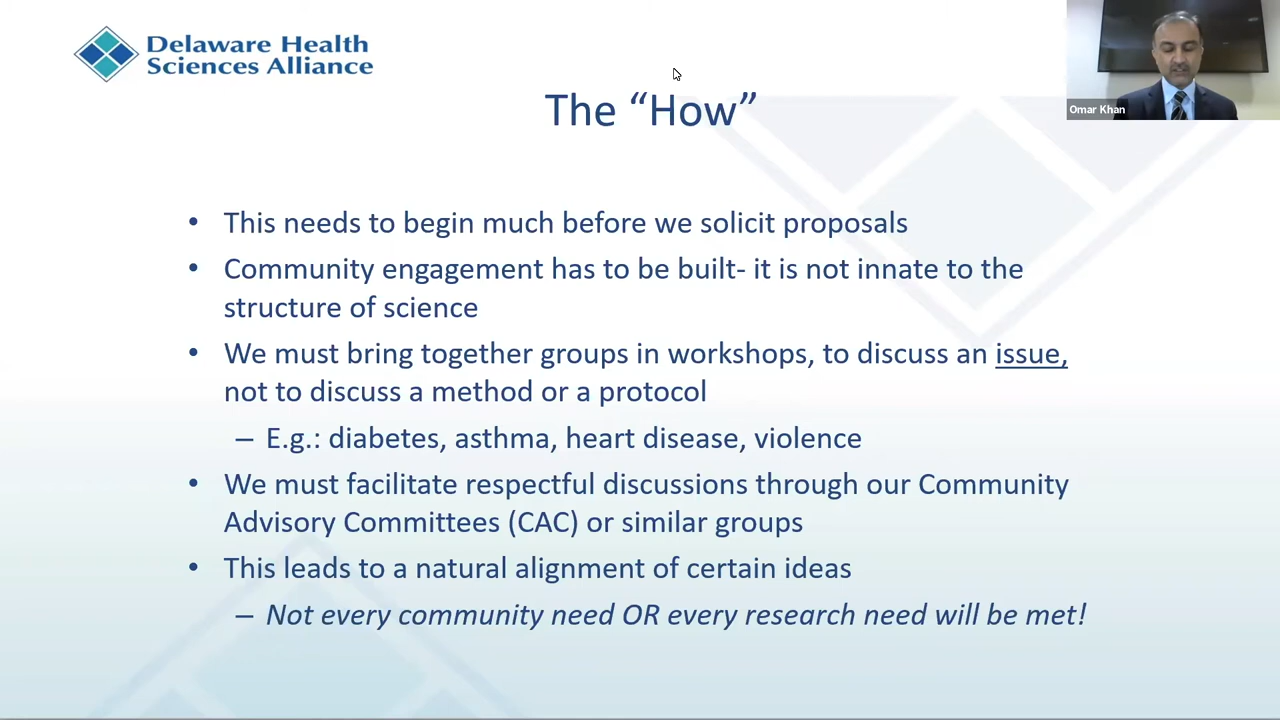 Delaware Health
Sciences Alliance
Omar Khan
The “How”
• This needs to begin much before we solicit proposals
• Community engagement has to be built- it is not innate to the
structure of science
• We must bring together groups in workshops, to discuss an issue,
not to discuss a method or a protocol
– E.g.: diabetes, asthma, heart disease, violence
• We must facilitate respectful discussions through our Community
Advisory Committees (CAC) or similar groups
• This leads to a natural alignment of certain ideas
– Not every community need OR every research need will be met!